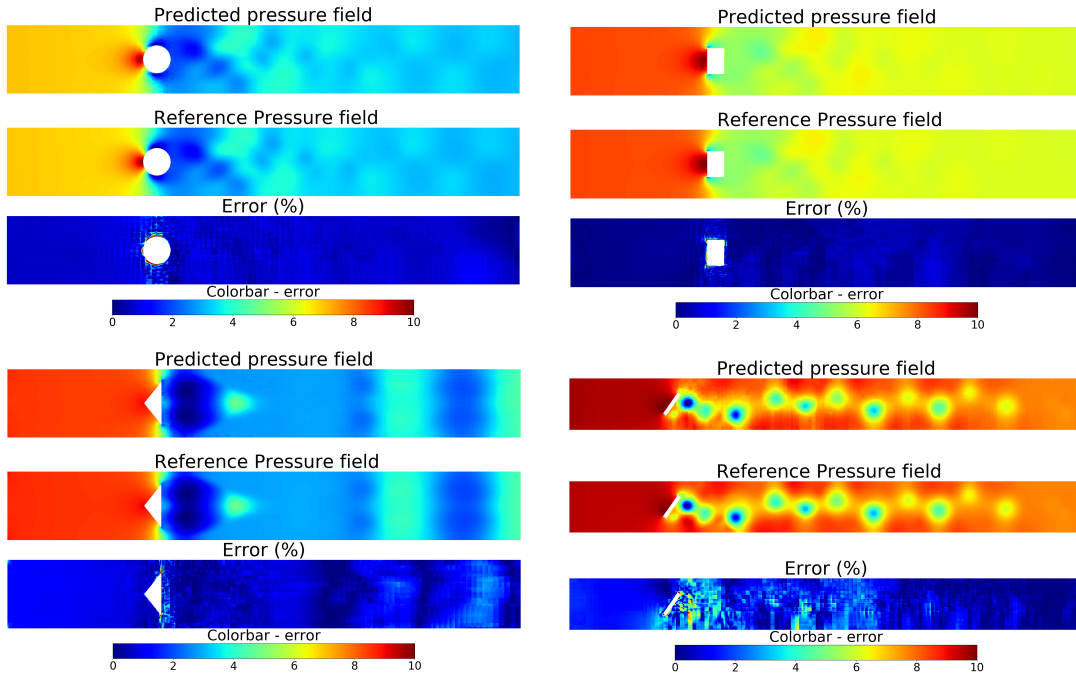 Predicted pressure field
Reference Pressure field
Error (%)
Colorbar - error
0 2 4 6 8 10
Predicted pressure field
Reference Pressure field
Error (%)
Colorbar - error
0 2 4 6 8 10
Predicted pressure field
Reference Pressure field
Error (%)
Colorbar - error
0 2 4 6 8 10
Predicted pressure field
Reference Pressure field
Error (%)
Colorbar - error
0 2 4 6 8 10